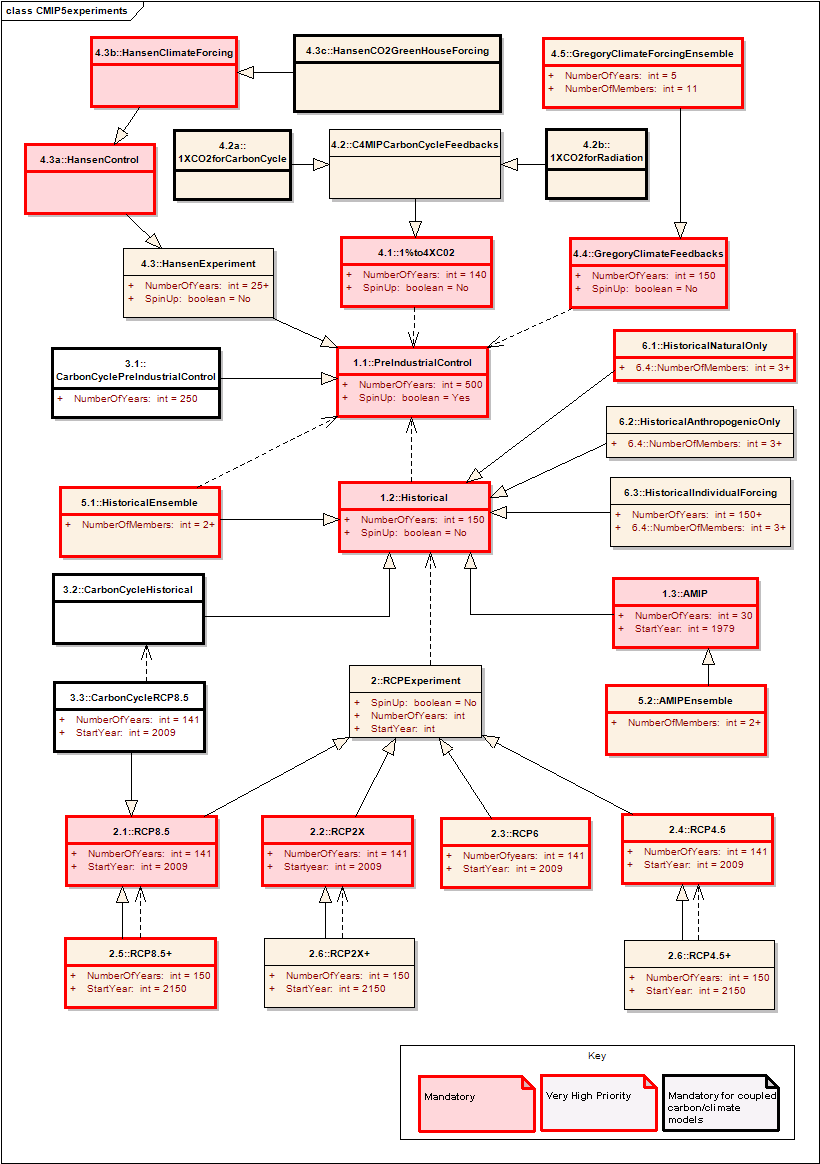 class CMIP5experiments
4.3b::HansenClimateForcing
4.3c::HansenCO2GreenHouseForcing
4.5::GregoryClimateForcingEnsemble
+ NumberOfYears: int = 5
+ NumberOfMembers: int = 11
4.3a::HansenControl
4.2a::
1XCO2forCarbonCycle
4.2::C4MIPCarbonCycleFeedbacks
4.2b::
1XCO2forRadiation
4.3::HansenExperiment
+ NumberOfYears: int = 25+
+ SpinUp: boolean = No
4.1::1%to4XC02
+ NumberOfYears: int = 140
+ SpinUp: boolean = No
4.4::GregoryClimateFeedbacks
+ NumberOfYears: int = 150
+ SpinUp: boolean = No
3.1::
CarbonCyclePreIndustrialControl
+ NumberOfYears: int = 250
1.1::PreIndustrialControl
+ NumberOfYears: int = 500
+ SpinUp: boolean = Yes
6.1::HistoricalNaturalOnly
+ 6.4::NumberOfMembers: int = 3+
6.2::HistoricalAnthropogenicOnly
+ 6.4::NumberOfMembers: int = 3+
5.1::HistoricalEnsemble
+ NumberOfMembers: int = 2+
1.2::Historical
+ NumberOfYears: int = 150
+ SpinUp: boolean = No
6.3::HistoricalIndividualForcing
+ NumberOfYears: int = 150+
+ 6.4::NumberOfMembers: int = 3+
3.2::CarbonCycleHistorical
1.3::AMIP
+ NumberOfYears: int = 30
+ StartYear: int = 1979
3.3::CarbonCycleRCP8.5
+ NumberOfYears: int = 141
+ StartYear: int = 2009
2::RCPExperiment
+ SpinUp: boolean = No
+ NumberOfYears: int
+ StartYear: int
5.2::AMIPEnsemble
+ NumberOfMembers: int = 2+
2.1::RCP8.5
+ NumberOfYears: int = 141
+ StartYear: int = 2009
2.2::RCP2X
+ NumberOfYears: int = 141
+ Startyear: int = 2009
2.3::RCP6
+ NumberOfyears: int = 141
+ StartYear: int = 2009
2.4::RCP4.5
+ NumberOfYears: int = 141
+ StartYear: int = 2009
2.5::RCP8.5+
+ NumberOfYears: int = 150
+ StartYear: int = 2150
2.6::RCP2X+
+ NumberOfYears: int = 150
+ StartYear: int = 2150
2.6::RCP4.5+
+ NumberOfYears: int = 150
+ StartYear: int = 2150
Key
Mandatory
Very High Priority
Mandatory for coupled
carbon/climate
models